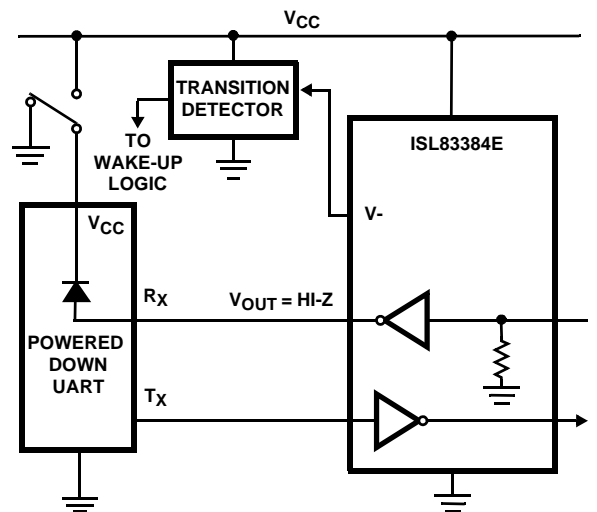 VCC
TRANSITION
DETECTOR
TO
WAKE-UP
LOGIC
ISL83384E
V-
VCC
RX
VOUT = HI-Z
POWERED
DOWN
UART
TX